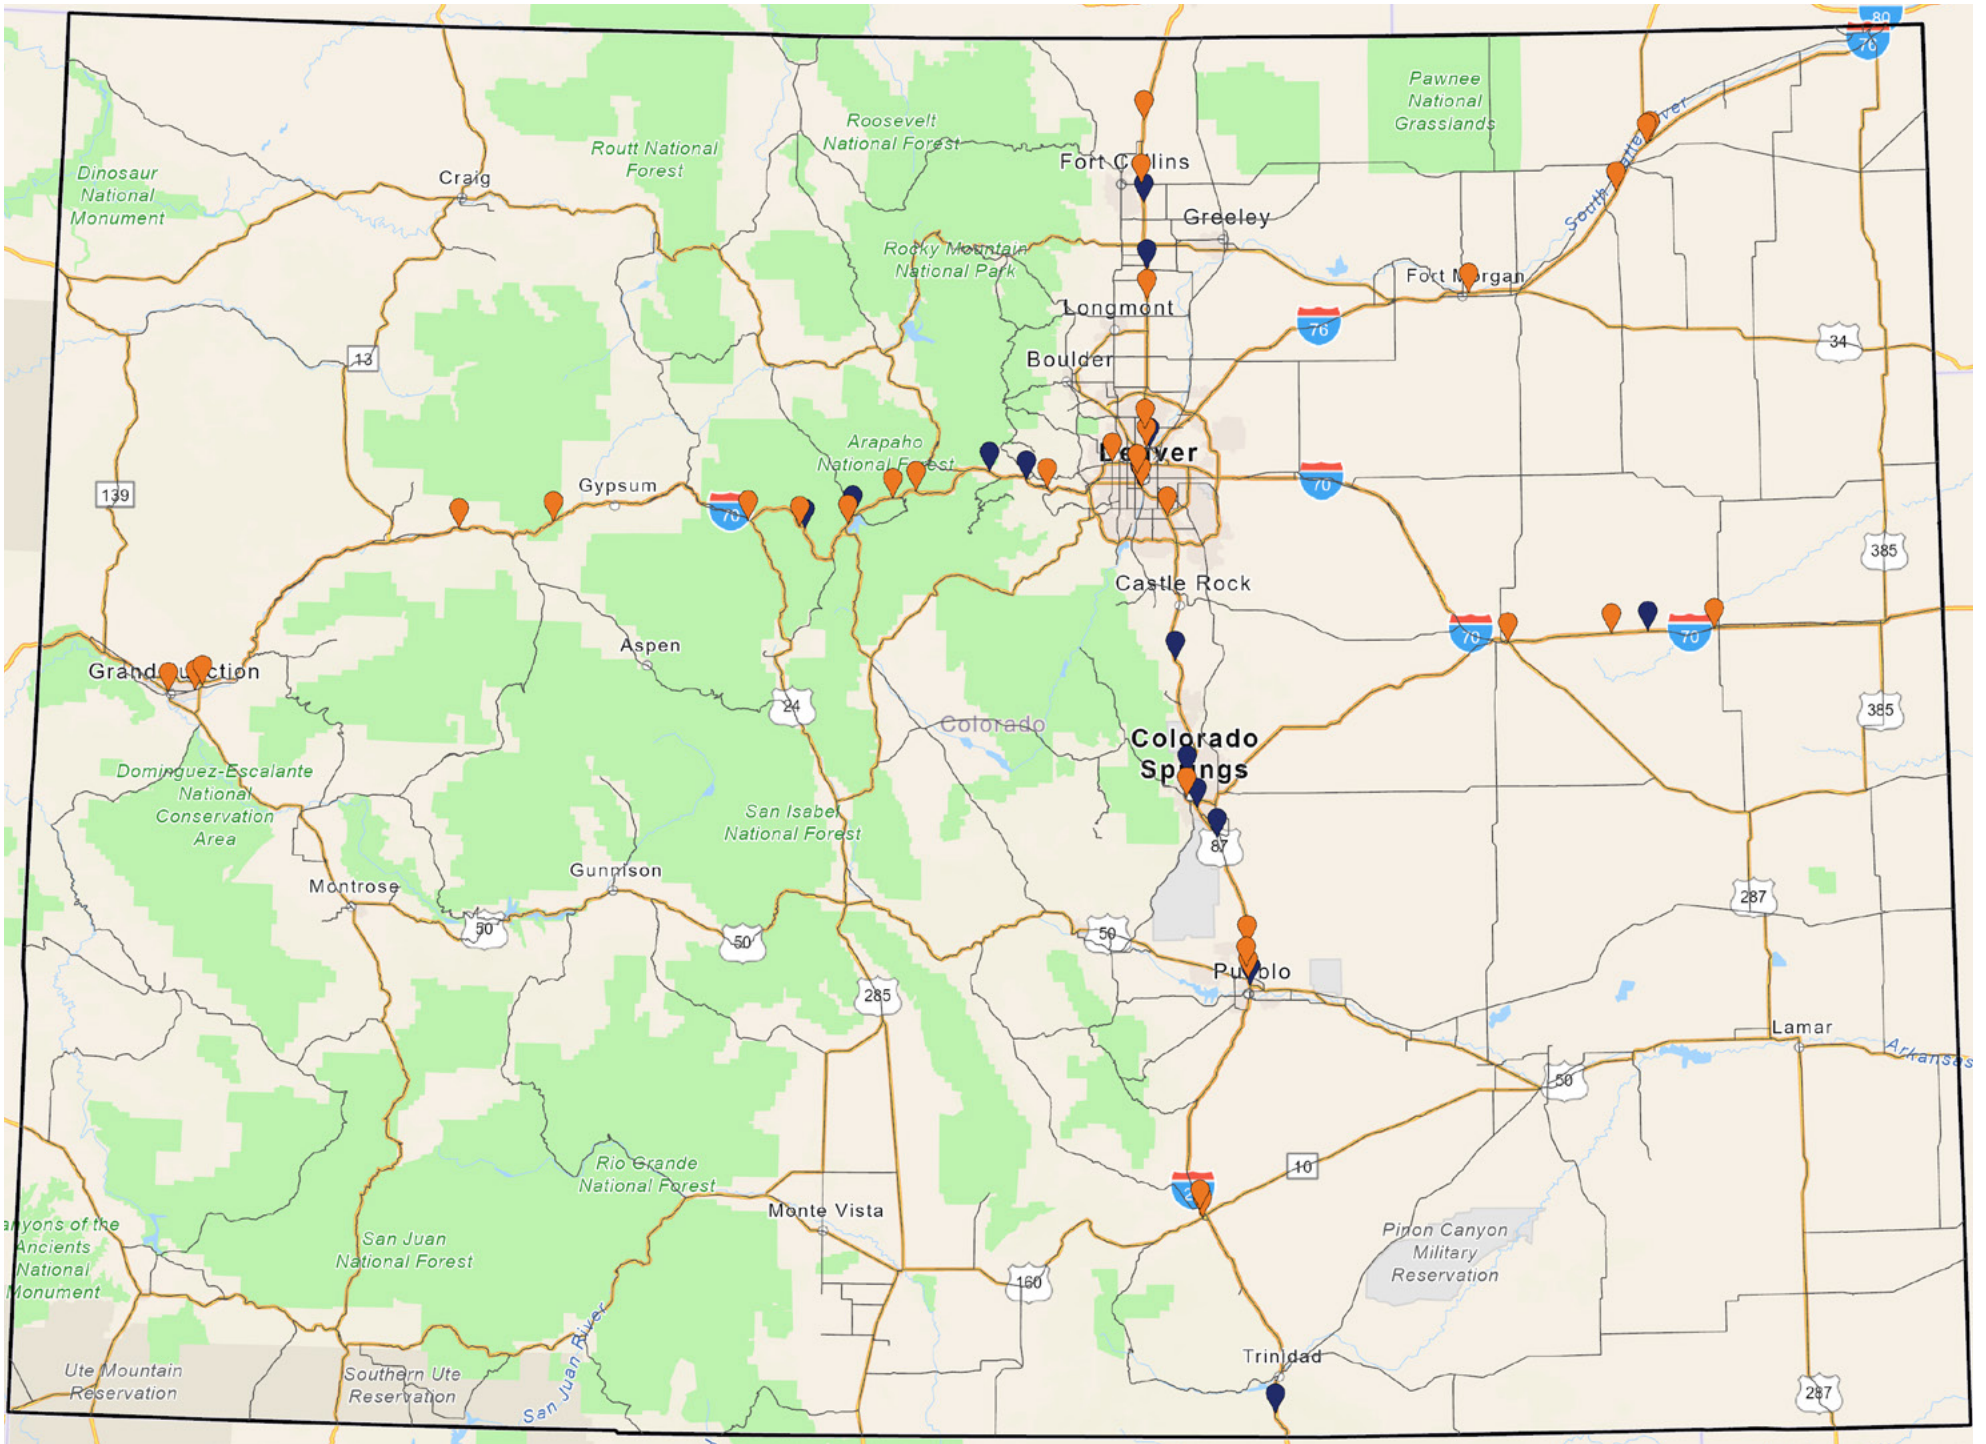 80
76
Pawnee
National
Grasslands
Roosevelt
National Forest
Routt National
Forest
South Platte River
Fort Collins
Dinosaur
National
Monument
Craig
Greeley
Rocky Mountain
National Park
Fort Morgan
Longmont
76
34
13
Boulder
Arapaho
National Forest
Denver
Gypsum
139
70
70
385
Castle Rock
70
70
Aspen
Grand Junction
24
385
Colorado
Colorado
Springs
Dominguez-Escalante
National
Conservation
Area
San Isabel
National Forest
87
Gunnison
Montrose
287
50
50
50
Pueblo
285
Lamar
Arkansas
50
Rio Grande
National Forest
10
Monte Vista
Canyons of the
Ancients
National
Monument
San Juan
National Forest
Pinon Canyon
Military
Reservation
160
San Juan River
Trinidad
Ute Mountain
Reservation
Southern Ute
Reservation
287